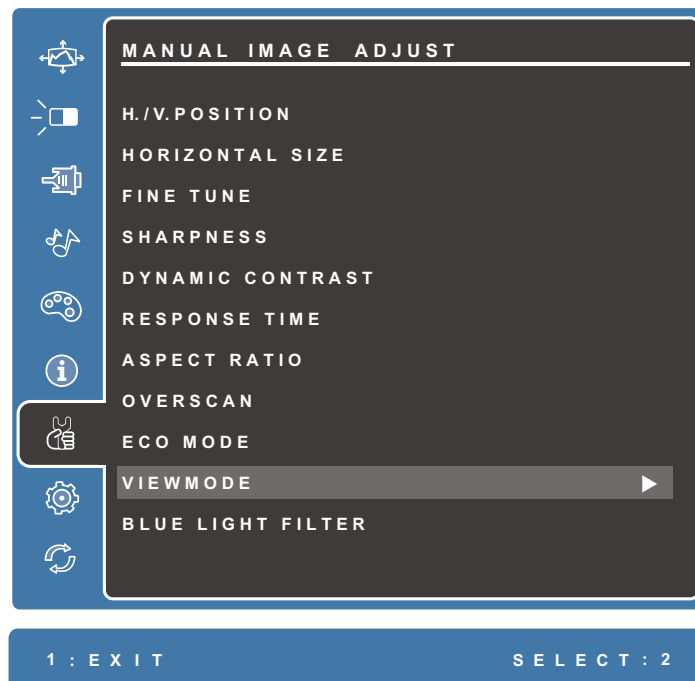 MANUAL IMAGE ADJUST
H./V.POSITION
HORIZONTAL SIZE
FINE TUNE
SHARPNESS
DYNAMIC CONTRAST
RESPONSE TIME
ASPECT RATIO
OVERSCAN
ECO MODE
VIEWMODE
BLUE LIGHT FILTER
1 : EXIT SELECT : 2